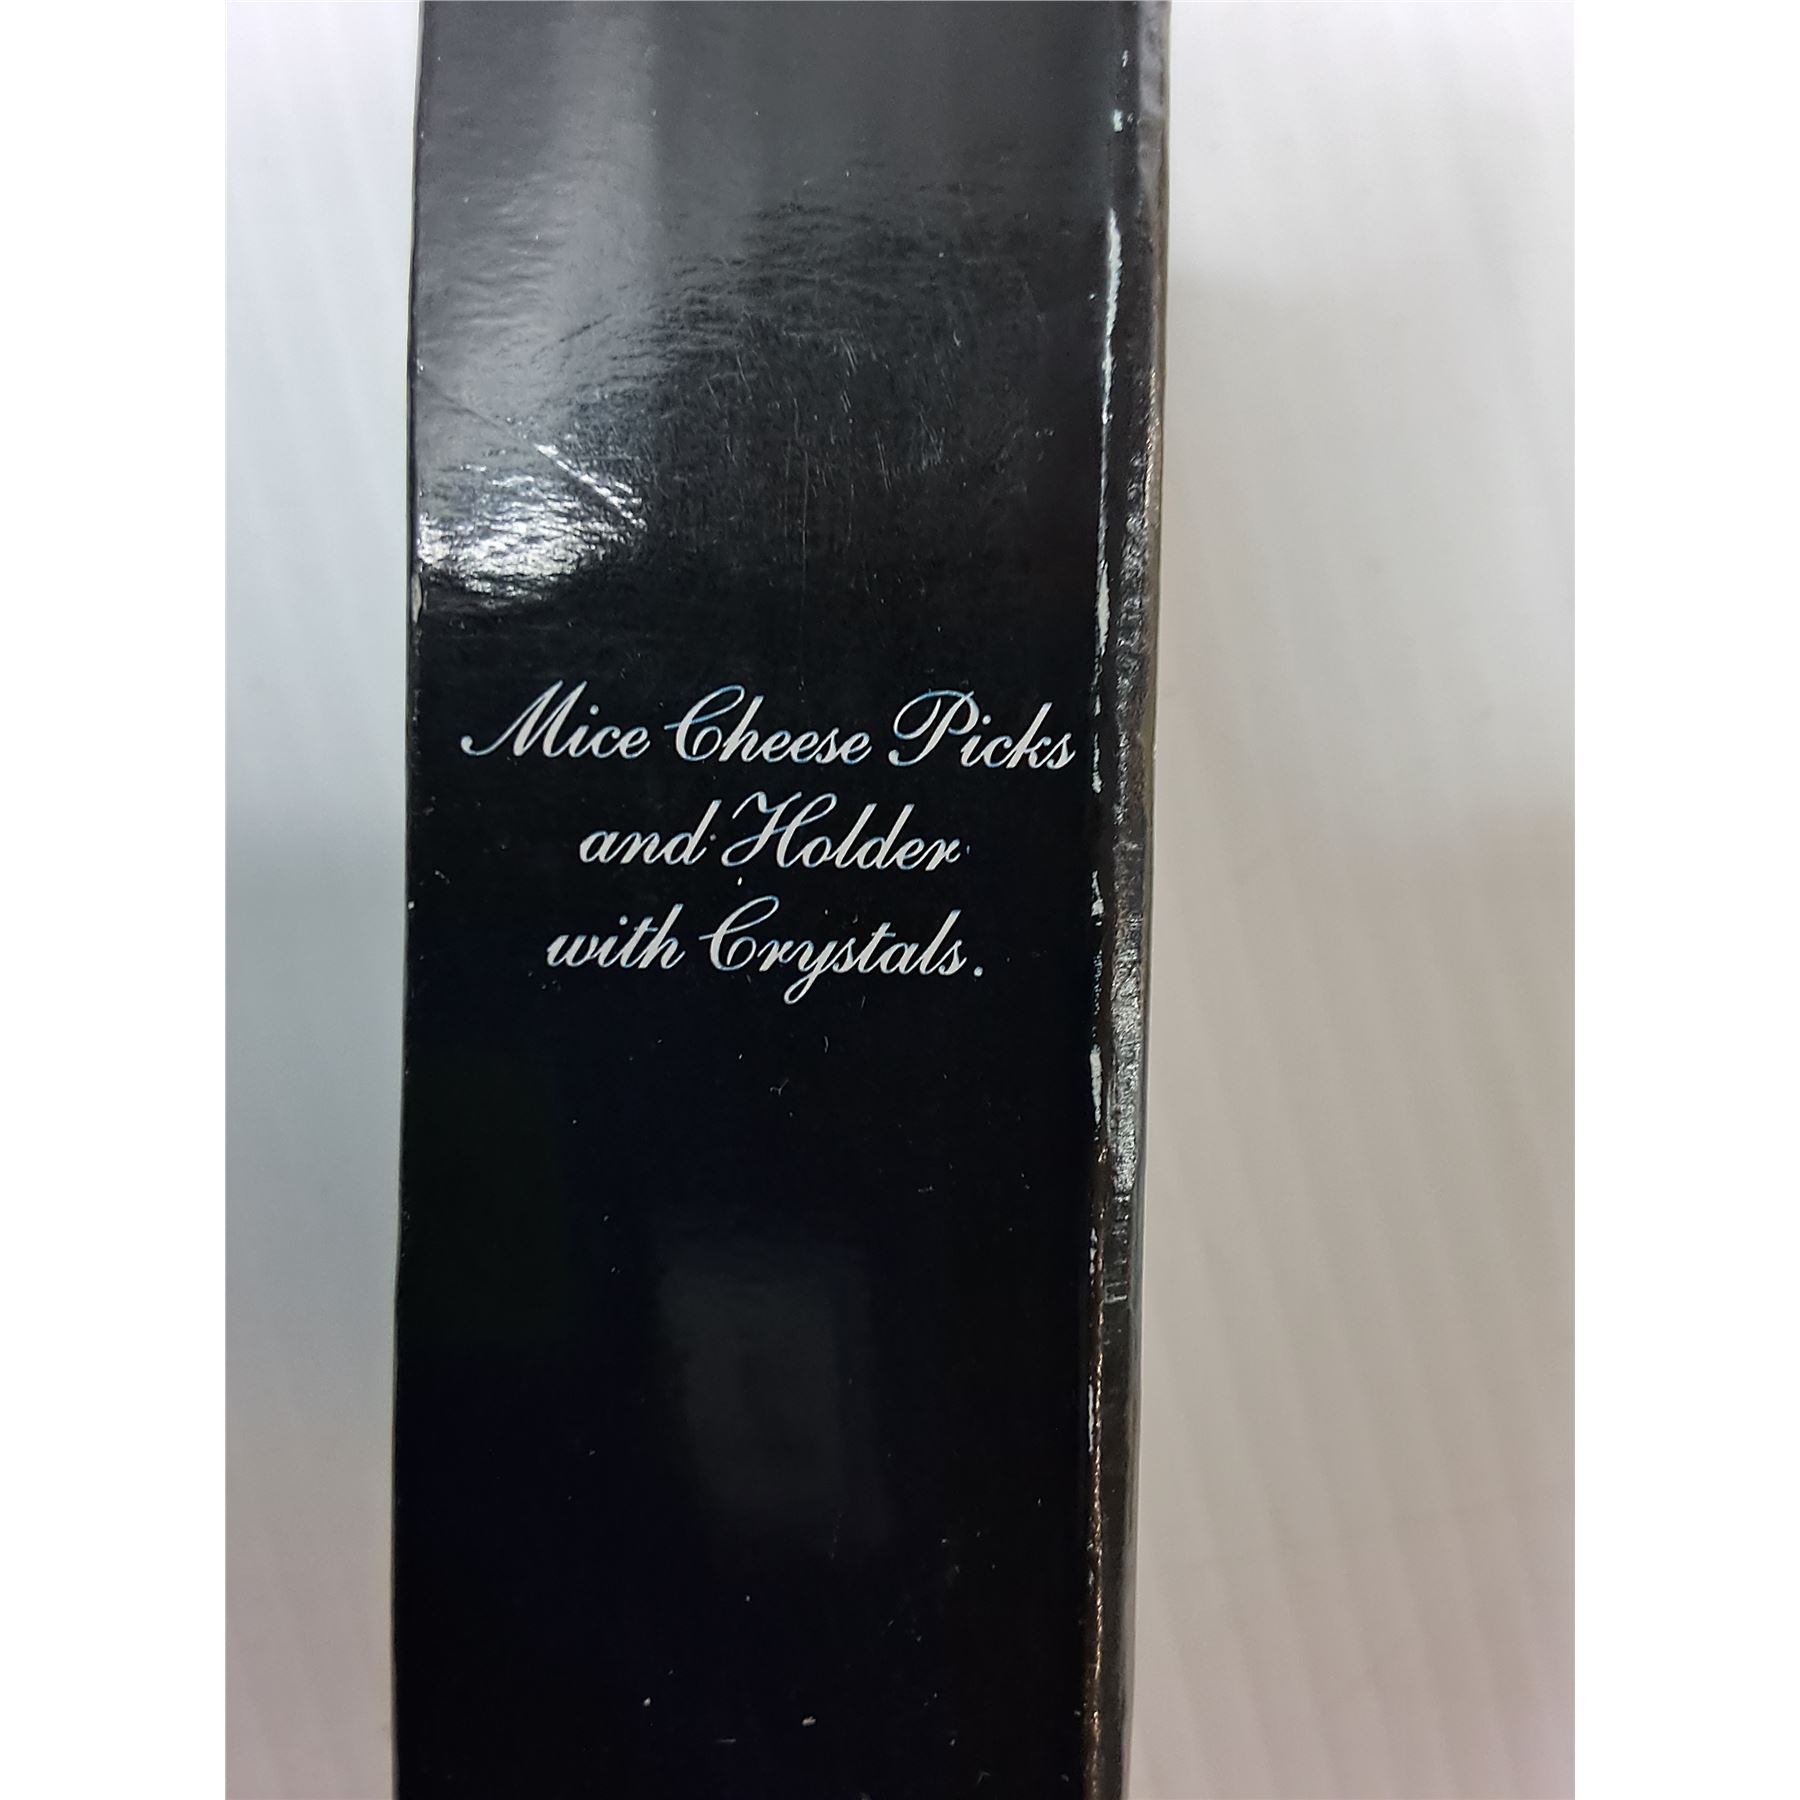 Mice Cheese Picks
and Holder
with Crystals.